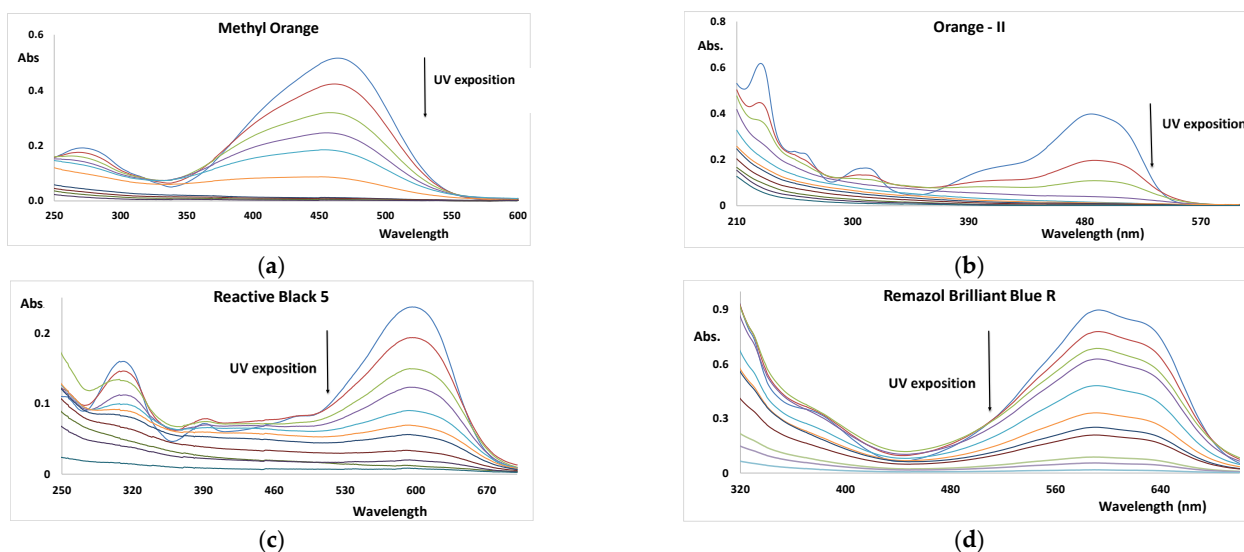 Methyl Orange
0.6
Abs
0.4
0.2
0.0
UV exposition
250 300 350 400 450 500 550 600
Wavelength
(a)
Orange - II
0.8
Abs.
0.6
0.4
0.2
0
UV exposition
210 300 390 480 570
Wavelength (nm)
(b)
Reactive Black 5
Abs.
0.2
0.1
0
UV exposition
250 320 390 460 530 600 670
Wavelength
(c)
Remazol Brilliant Blue R
0.9
Abs.
0.6
0.3
0
UV exposition
320 400 480 560 640
Wavelength (nm)
(d)